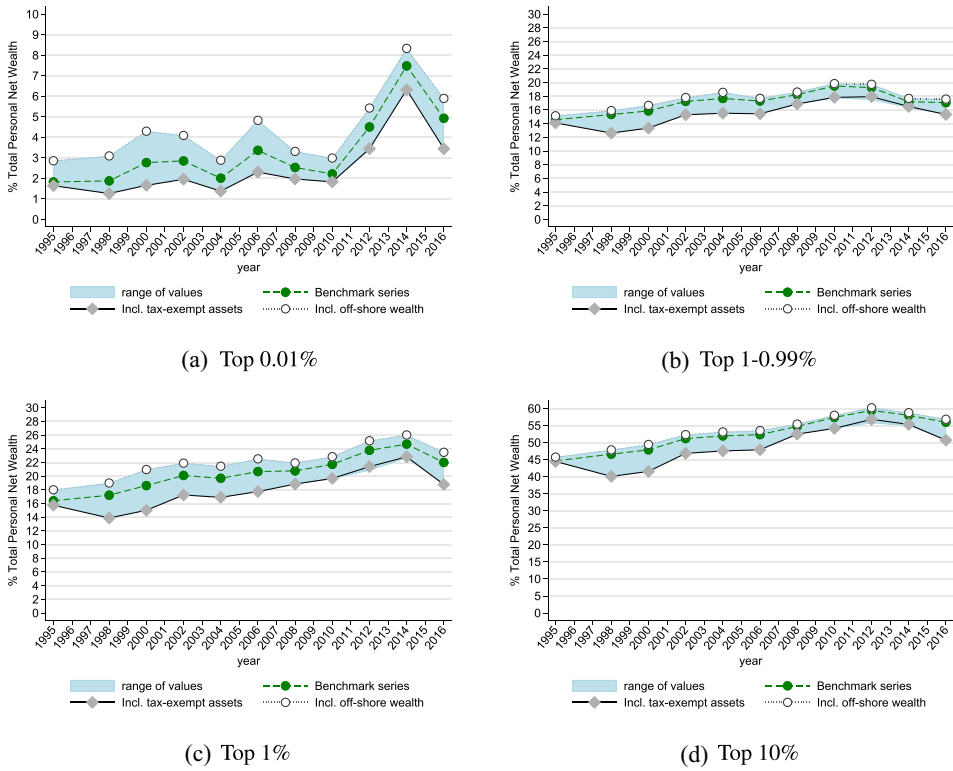 % Total Personal Net Wealth
10
9
8
7
6
5
4
3
2
1
0
1995 1996 1998 1999 2000 2002 2003 2004 2006 2007 2008 2010 2011 2012 2014 2015 2016
year
range of values Benchmark series
Incl. tax-exempt assets Incl. off-shore wealth
(a) Top 0.01%
% Total Personal Net Wealth
30
28
26
24
22
20
18
16
14
12
10
8
6
4
2
0
1995 1996 1998 1999 2000 2002 2003 2004 2006 2007 2008 2010 2011 2012 2014 2015 2016
year
range of values Benchmark series
Incl. tax-exempt assets Incl. off-shore wealth
(b) Top 1-0.99%
% Total Personal Net Wealth
30
28
26
24
22
20
18
16
14
12
10
8
6
4
2
0
1995 1996 1997 1998 1999 2000 2001 2002 2003 2004 2005 2006 2007 2008 2009 2010 2011 2012 2013 2014 2015 2016
year
range of values Benchmark series
Incl. tax-exempt assets Incl. off-shore wealth
(c) Top 1%
% Total Personal Net Wealth
60
55
50
45
40
35
30
25
20
15
10
5
0
1995 1996 1997 1998 1999 2000 2001 2002 2003 2004 2005 2006 2007 2008 2009 2010 2011 2012 2013 2014 2015 2016
year
range of values Benchmark series
Incl. tax-exempt assets Incl. off-shore wealth
(d) Top 10%